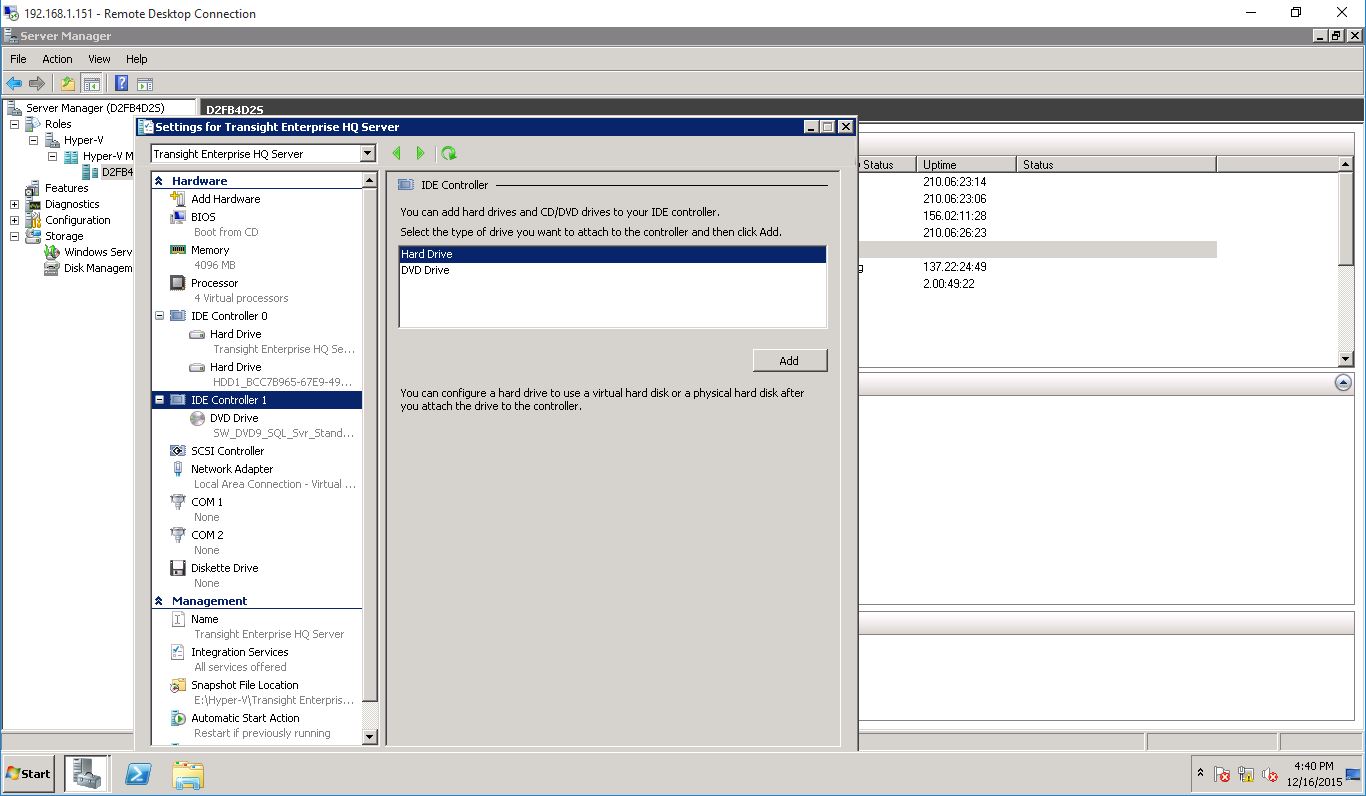 192.168.1.151 - Remote Desktop Connection
Server Manager
File Action View Help
Server Manager (D2FB4D2S)
Roles
Hyper-V
Hyper-V M
D2FB4
Features
Diagnostics
Configuration
Storage
Windows Serv
Disk Managem
D2FB4D2S
Status Uptime Status
210.06:23:14
210.06:23:06
156.02:11:28
210.06:26:23
g 137.22:24:49
2.00:49:22
Settings for Transight Enterprise HQ Server
Transight Enterprise HQ Server
Hardware
Add Hardware
BIOS
Boot from CD
Memory
4096 MB
Processor
4 Virtual processors
IDE Controller 0
Hard Drive
Transight Enterprise HQ Se...
Hard Drive
HDD1_BCC7B965-67E9-49...
IDE Controller 1
DVD Drive
SW_DVD9_SQL_Svr_Stand...
SCSI Controller
Network Adapter
Local Area Connection - Virtual ...
COM 1
None
COM 2
None
Diskette Drive
None
Management
Name
Transight Enterprise HQ Server
Integration Services
All services offered
Snapshot File Location
E:\Hyper-V\Transight Enterpris...
Automatic Start Action
Restart if previously running
IDE Controller
You can add hard drives and CD/DVD drives to your IDE controller.
Select the type of drive you want to attach to the controller and then click Add.
Hard Drive
DVD Drive
Add
You can configure a hard drive to use a virtual hard disk or a physical hard disk after
you attach the drive to the controller.
Start
4:40 PM
12/16/2015